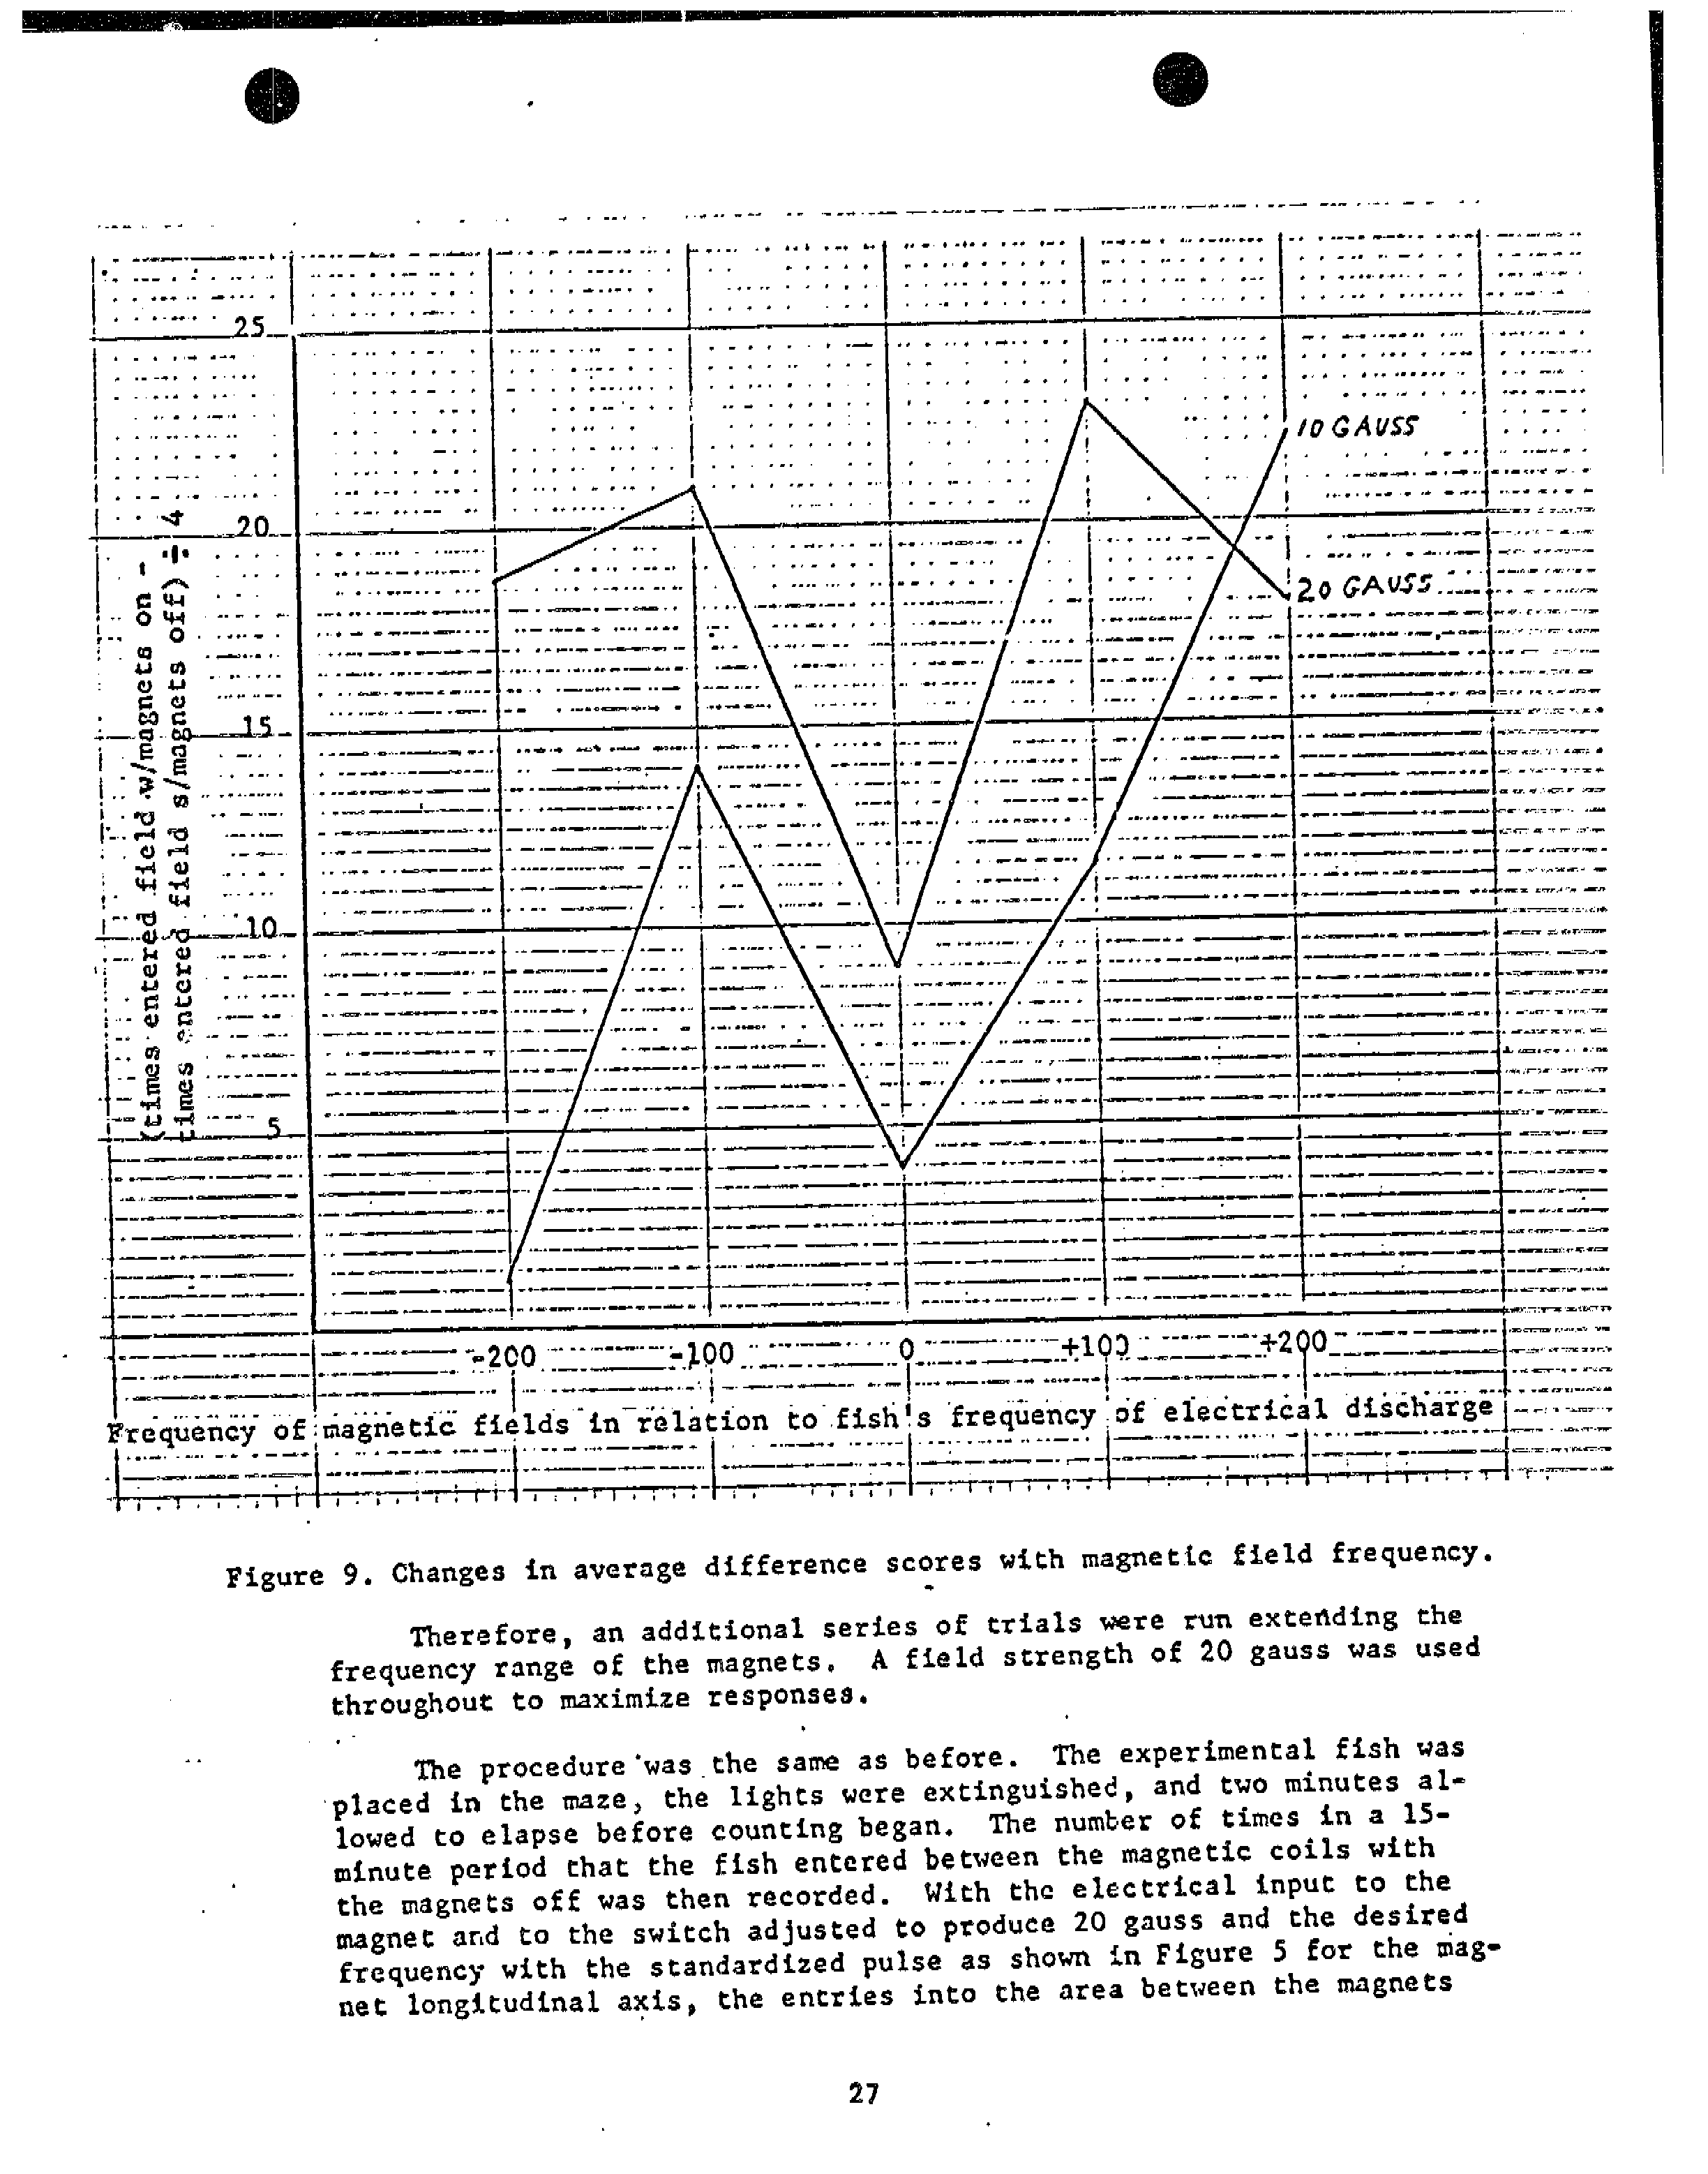 25
20
15
10
5
(times entered field w/magnets on -
times entered field s/magnets off) ÷ 4
10 GAUSS
20 GAUSS
-200 -100 0 +100 +200
Frequency of magnetic fields in relation to fish's frequency of electrical discharge
Figure 9. Changes in average difference scores with magnetic field frequency.
Therefore, an additional series of trials were run extending the
frequency range of the magnets. A field strength of 20 gauss was used
throughout to maximize responses.
The procedure was the same as before. The experimental fish was
placed in the maze, the lights were extinguished, and two minutes al-
lowed to elapse before counting began. The number of times in a 15-
minute period that the fish entered between the magnetic coils with
the magnets off was then recorded. With the electrical input to the
magnet and to the switch adjusted to produce 20 gauss and the desired
frequency with the standardized pulse as shown in Figure 5 for the mag-
net longitudinal axis, the entries into the area between the magnets
27